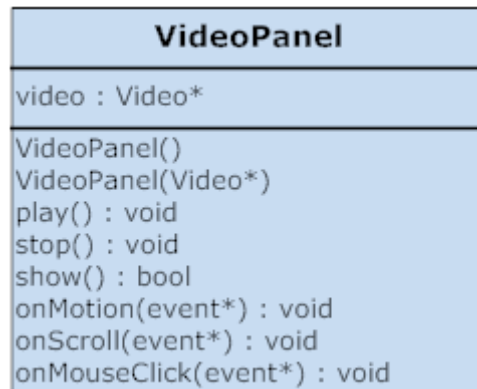 VideoPanel
video : Video*
VideoPanel()
VideoPanel(Video*)
play() : void
stop() : void
show() : bool
onMotion(event*) : void
onScroll(event*) : void
onMouseClick(event*) : void